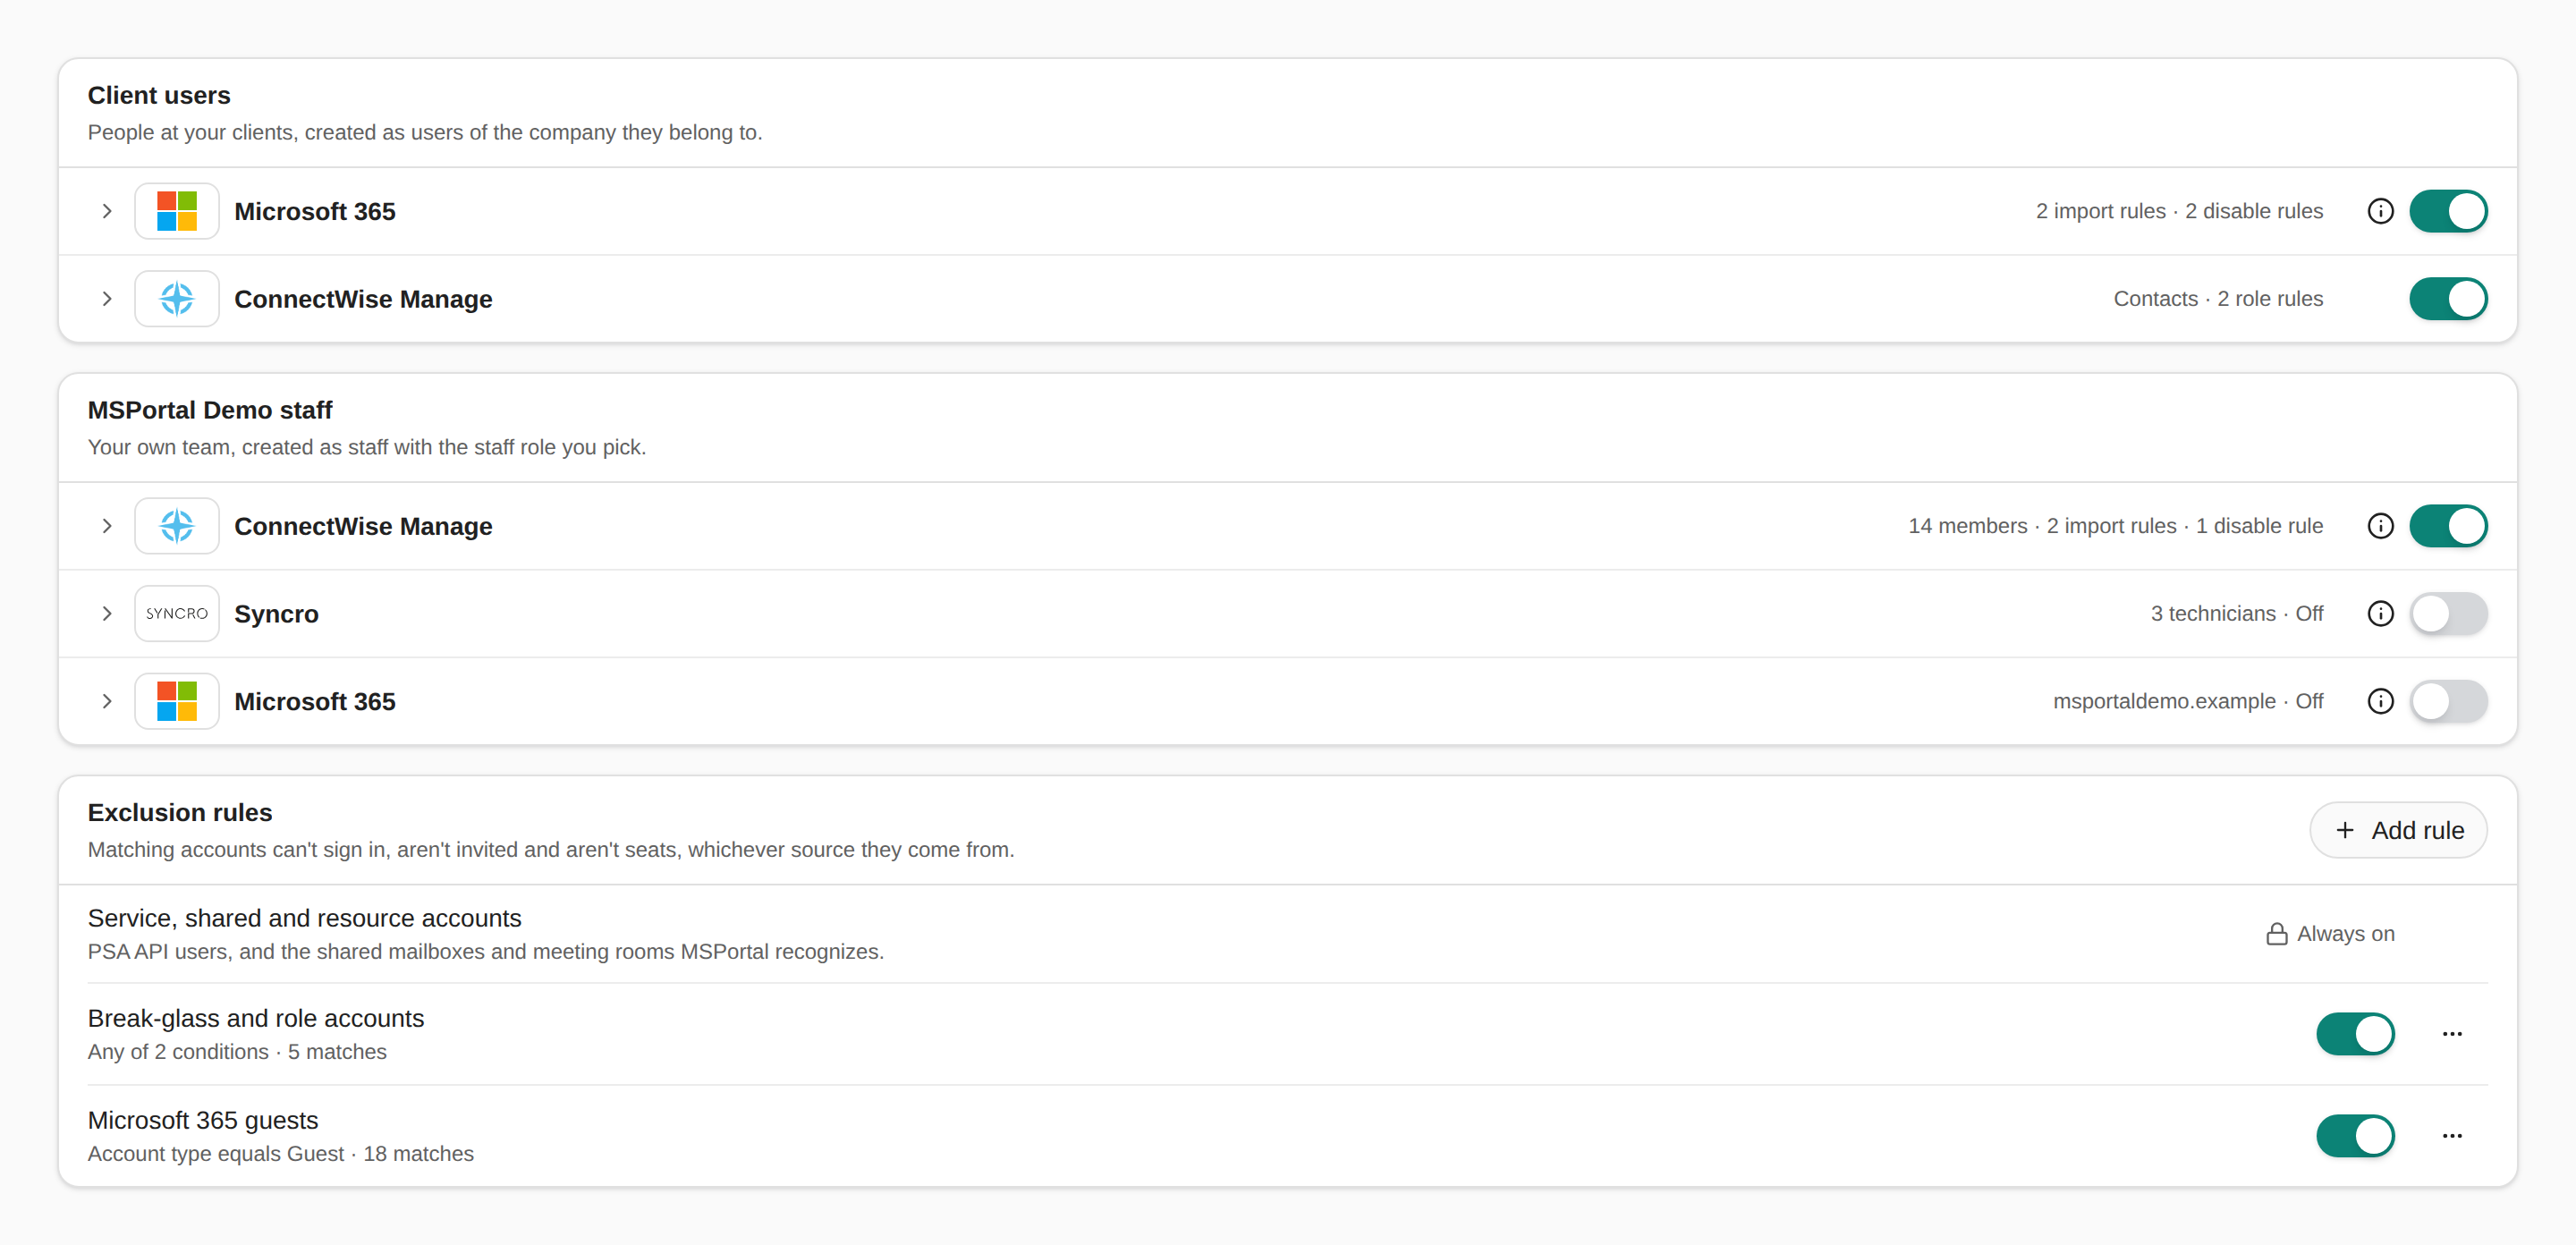 Client users
People at your clients, created as users of the company they belong to.
Microsoft 365
2 import rules · 2 disable rules
ConnectWise Manage
Contacts · 2 role rules
MSPortal Demo staff
Your own team, created as staff with the staff role you pick.
ConnectWise Manage
14 members · 2 import rules · 1 disable rule
SYNCRO
Syncro
3 technicians · Off
Microsoft 365
msportaldemo.example · Off
Exclusion rules
Matching accounts can't sign in, aren't invited and aren't seats, whichever source they come from.
Add rule
Service, shared and resource accounts
PSA API users, and the shared mailboxes and meeting rooms MSPortal recognizes.
Always on
Break-glass and role accounts
Any of 2 conditions · 5 matches
Microsoft 365 guests
Account type equals Guest · 18 matches